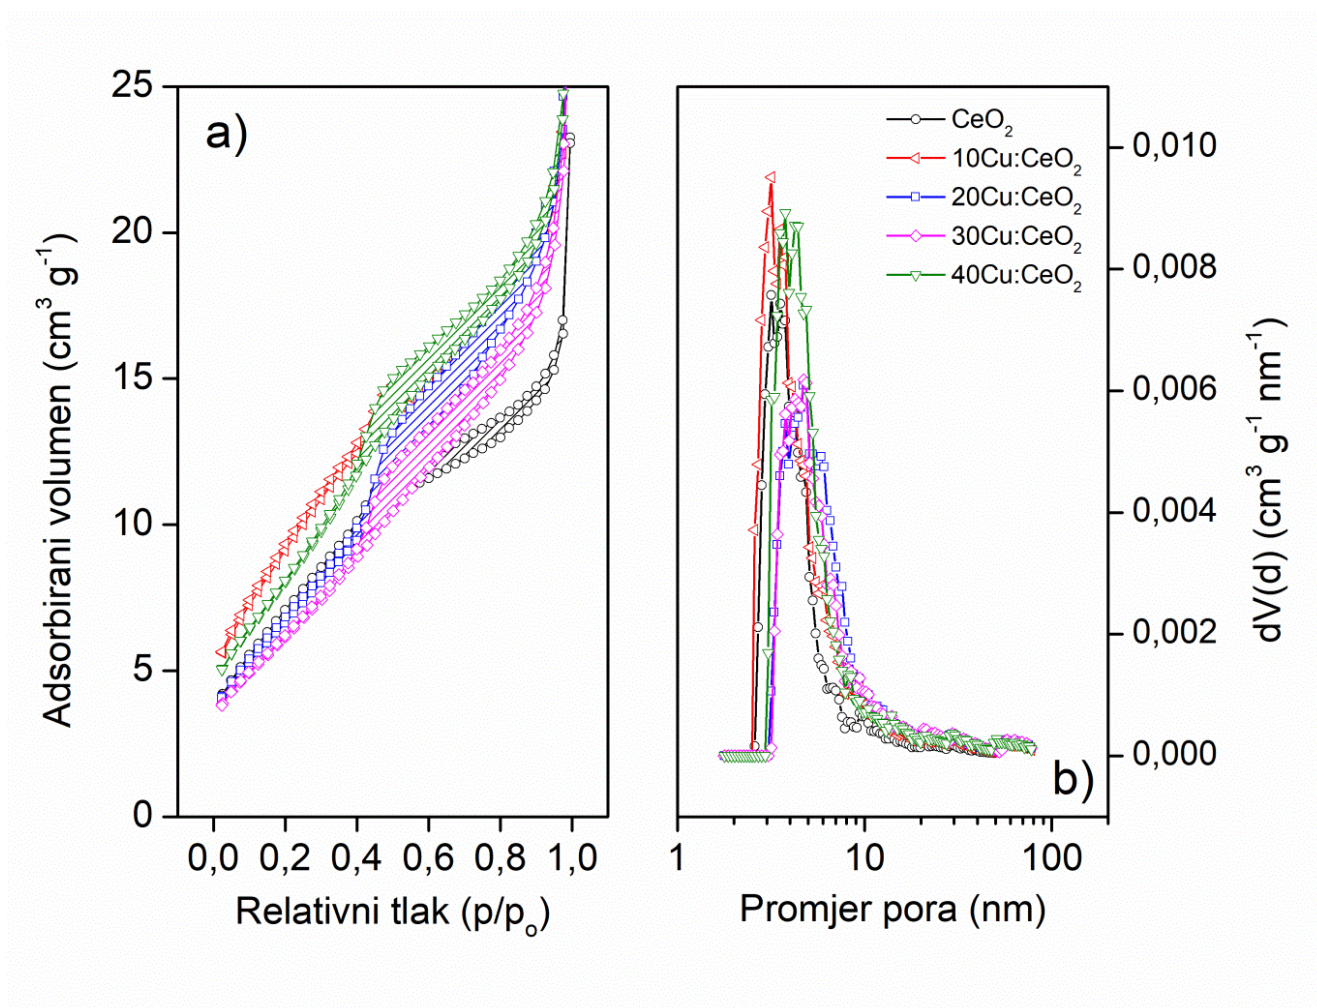 a)
25
20
15
10
5
0
Adsorbirani volumen (cm³ g⁻¹)
0,0 0,2 0,4 0,6 0,8 1,0
Relativni tlak (p/pₒ)
CeO₂
10Cu:CeO₂
20Cu:CeO₂
30Cu:CeO₂
40Cu:CeO₂
0,010
0,008
0,006
0,004
0,002
0,000
dV(d) (cm³ g⁻¹ nm⁻¹)
b)
1 10 100
Promjer pora (nm)